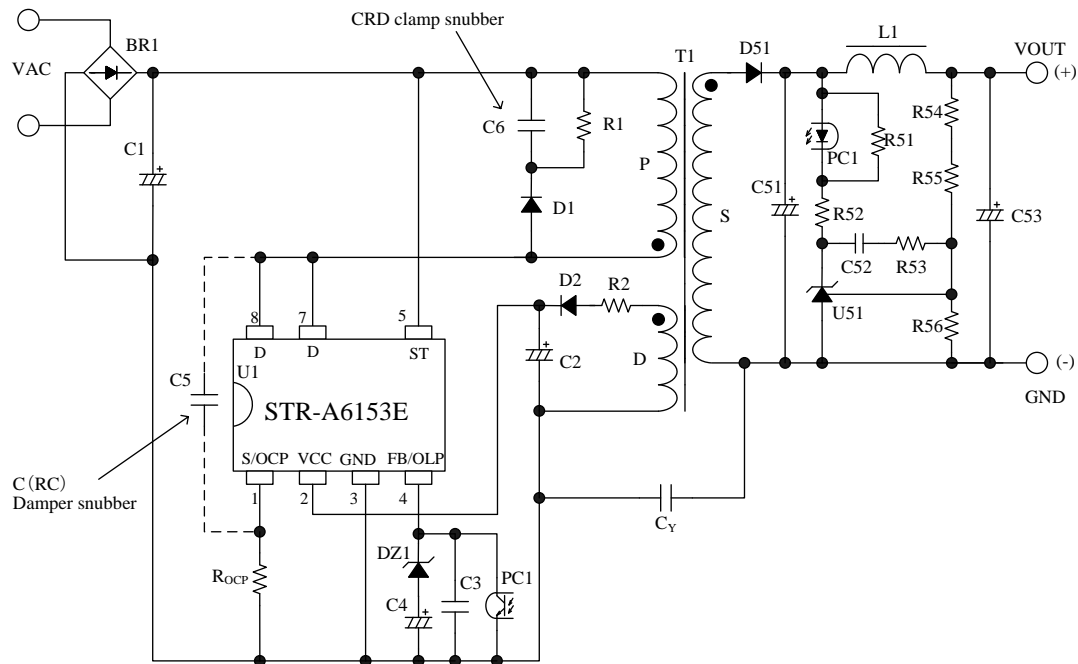 CRD clamp snubber
VAC
BR1
C1
C6
R1
P
D1
T1
S
D51
L1
VOUT
(+)
PC1
R51
R54
R55
C51
R52
C52
R53
C53
U51
R56
(-)
GND
D2
R2
C2
D
8
7
5
D
D
ST
U1
STR-A6153E
C5
S/OCP
VCC
GND
FB/OLP
1
2
3
4
C(RC)
Damper snubber
CY
ROCP
DZ1
C4
C3
PC1